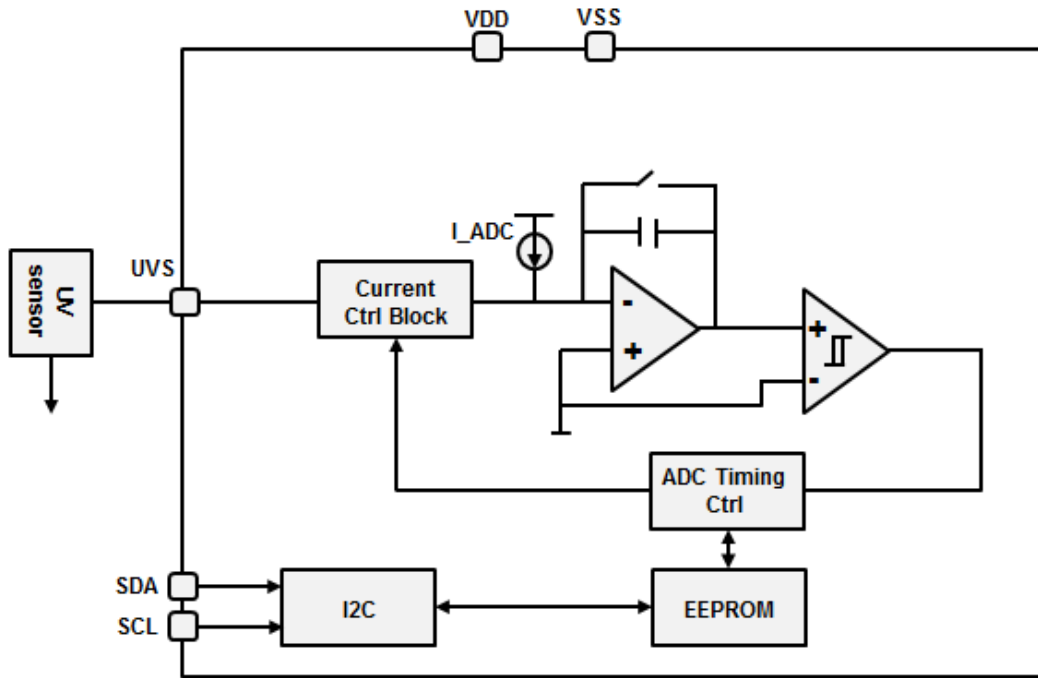 VDD
VSS
I_ADC
UVS
UV
sensor
Current
Ctrl Block
-
+
+
-
ADC Timing
Ctrl
SDA
SCL
I2C
EEPROM